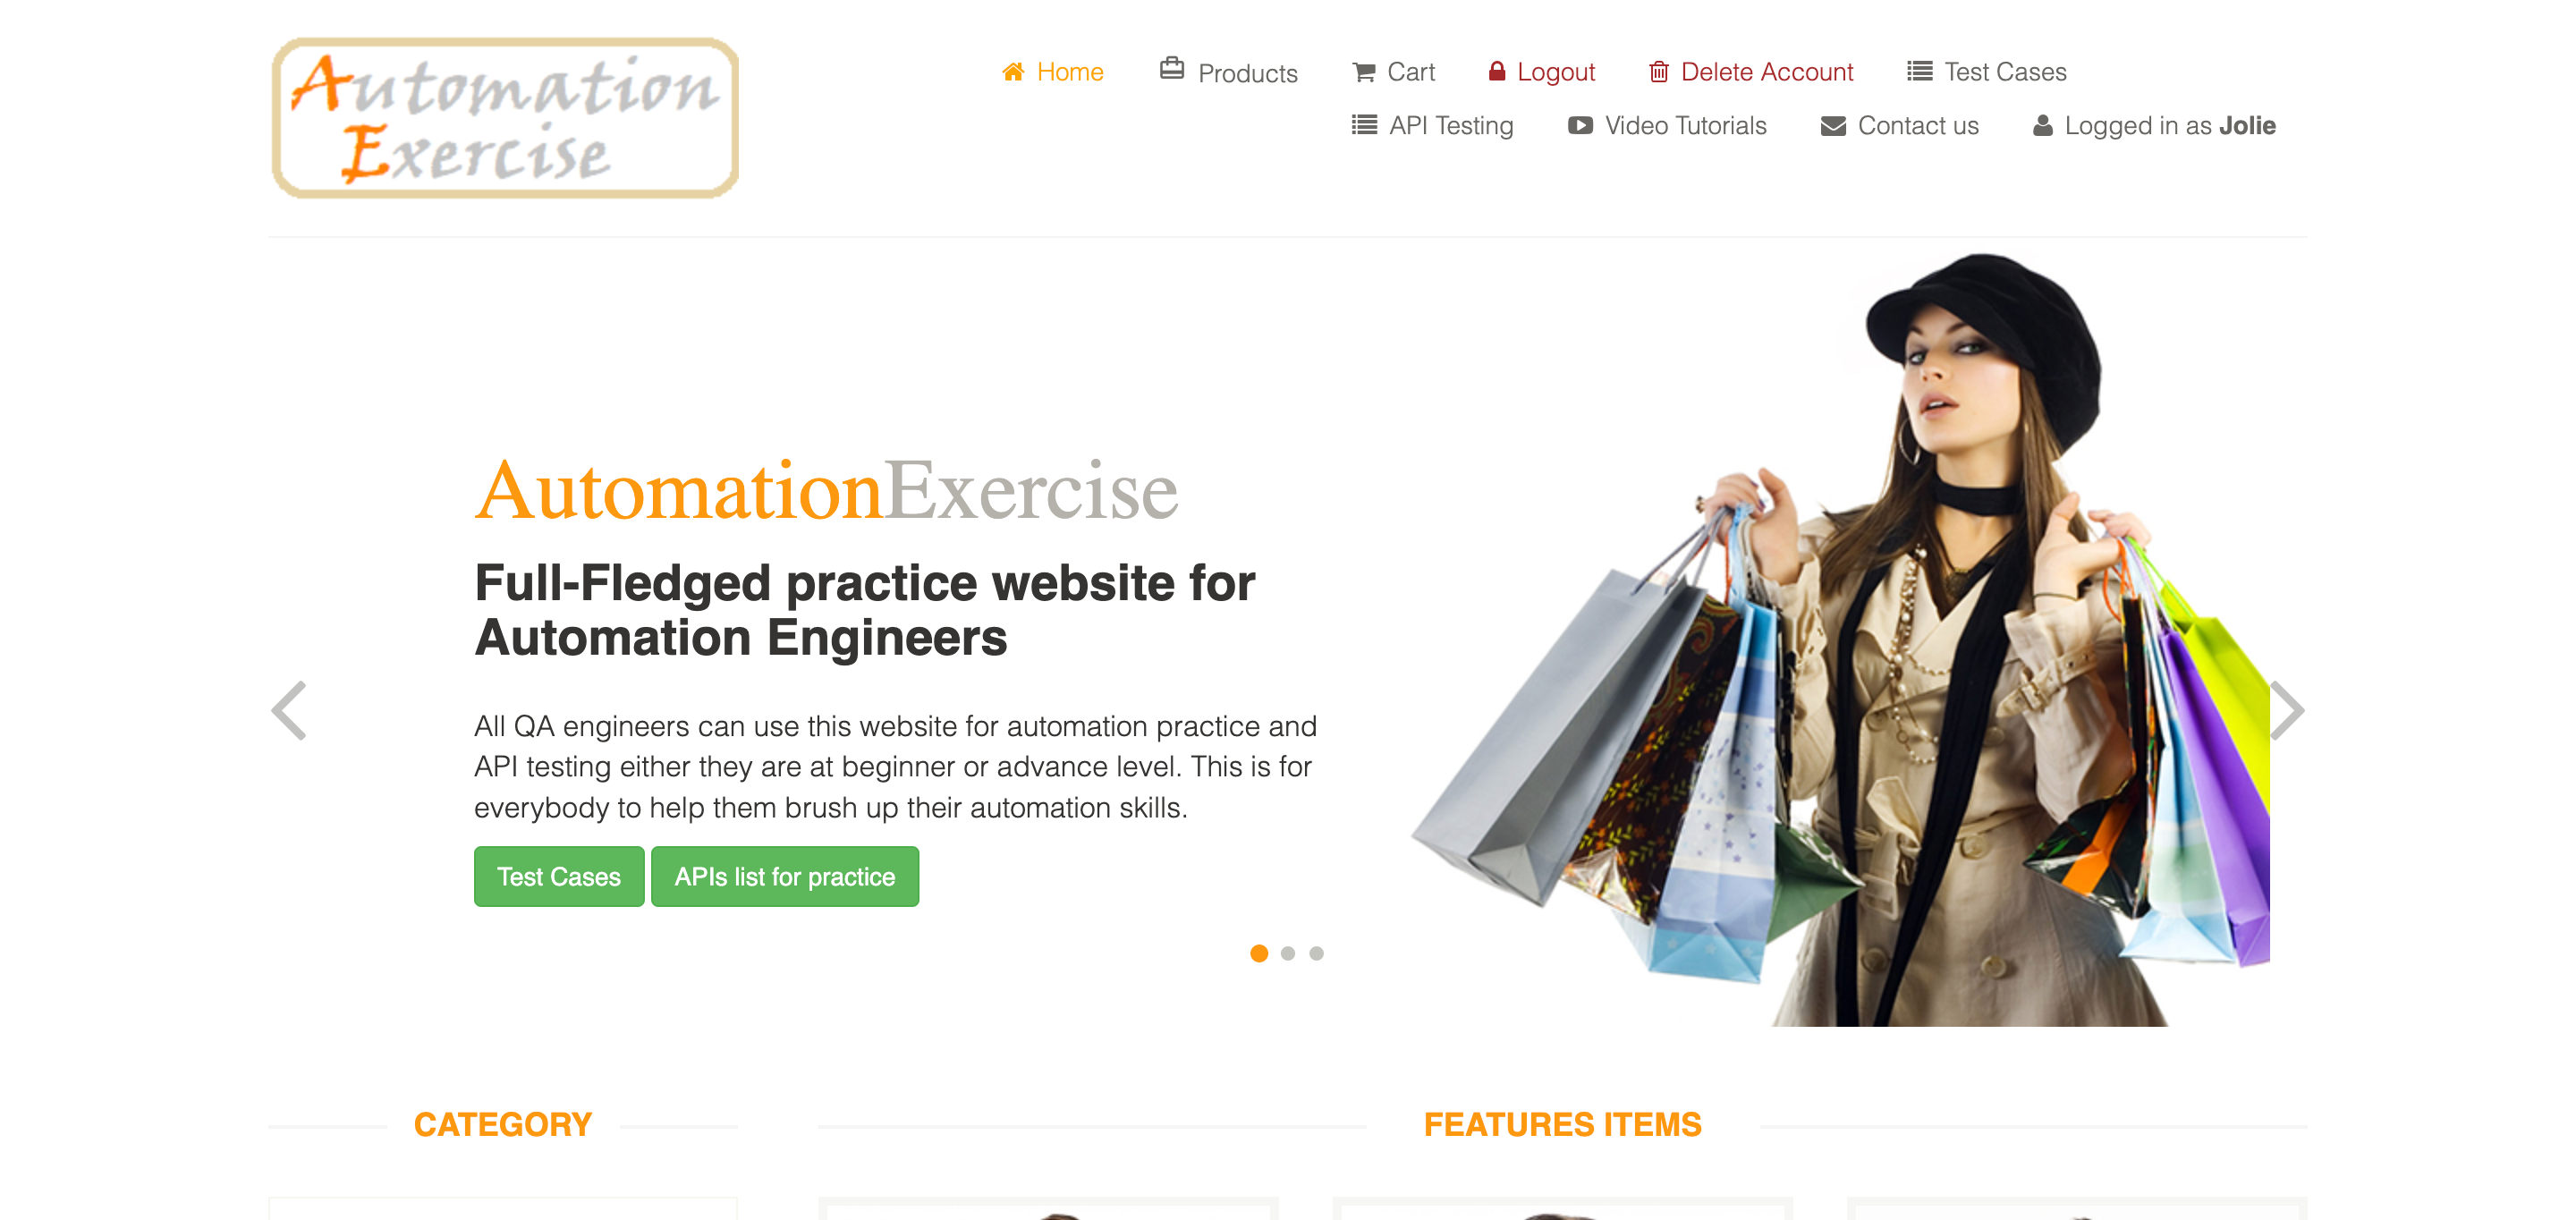 Automation
Exercise
Home Products Cart Logout Delete Account Test Cases
API Testing Video Tutorials Contact us Logged in as Jolie
AutomationExercise
Full-Fledged practice website for
Automation Engineers
All QA engineers can use this website for automation practice and
API testing either they are at beginner or advance level. This is for
everybody to help them brush up their automation skills.
Test Cases APIs list for practice
CATEGORY
FEATURES ITEMS